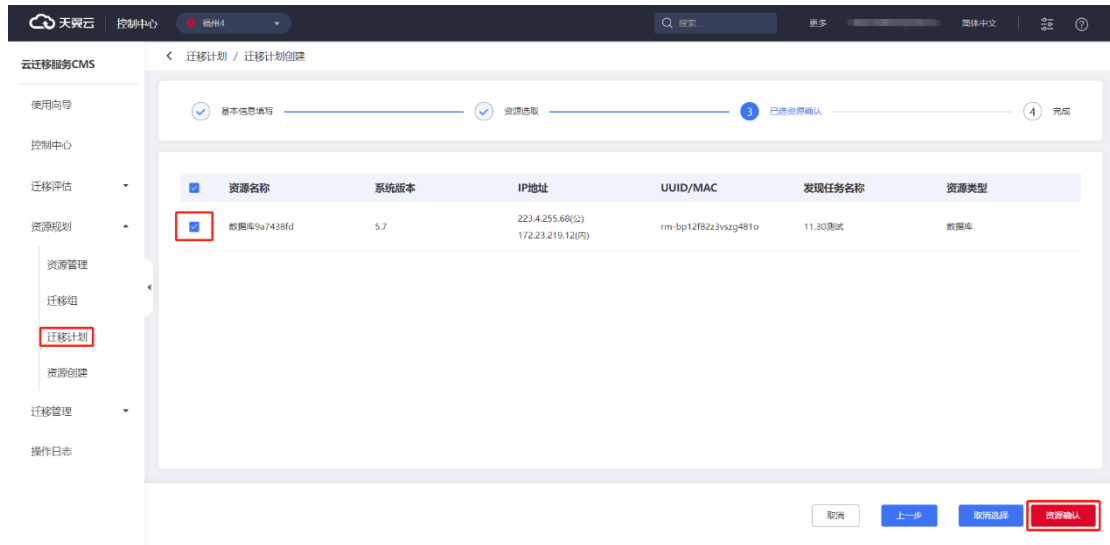 天翼云 控制中心 福州4 搜索... 更多 简体中文
云迁移服务CMS
迁移计划 / 迁移计划创建
使用向导
控制中心
迁移评估
资源规划
资源管理
迁移组
迁移计划
资源创建
迁移管理
操作日志
基本信息填写 资源选取 3 已选资源确认 4 完成
资源名称 系统版本 IP地址 UUID/MAC 发现任务名称 资源类型
数据库9a7438fd 5.7 223.4.255.68(公) rm-bp12f82z3vszg481o 11.30测试 数据库
172.23.219.12(内)
取消 上一步 取消选择 资源确认